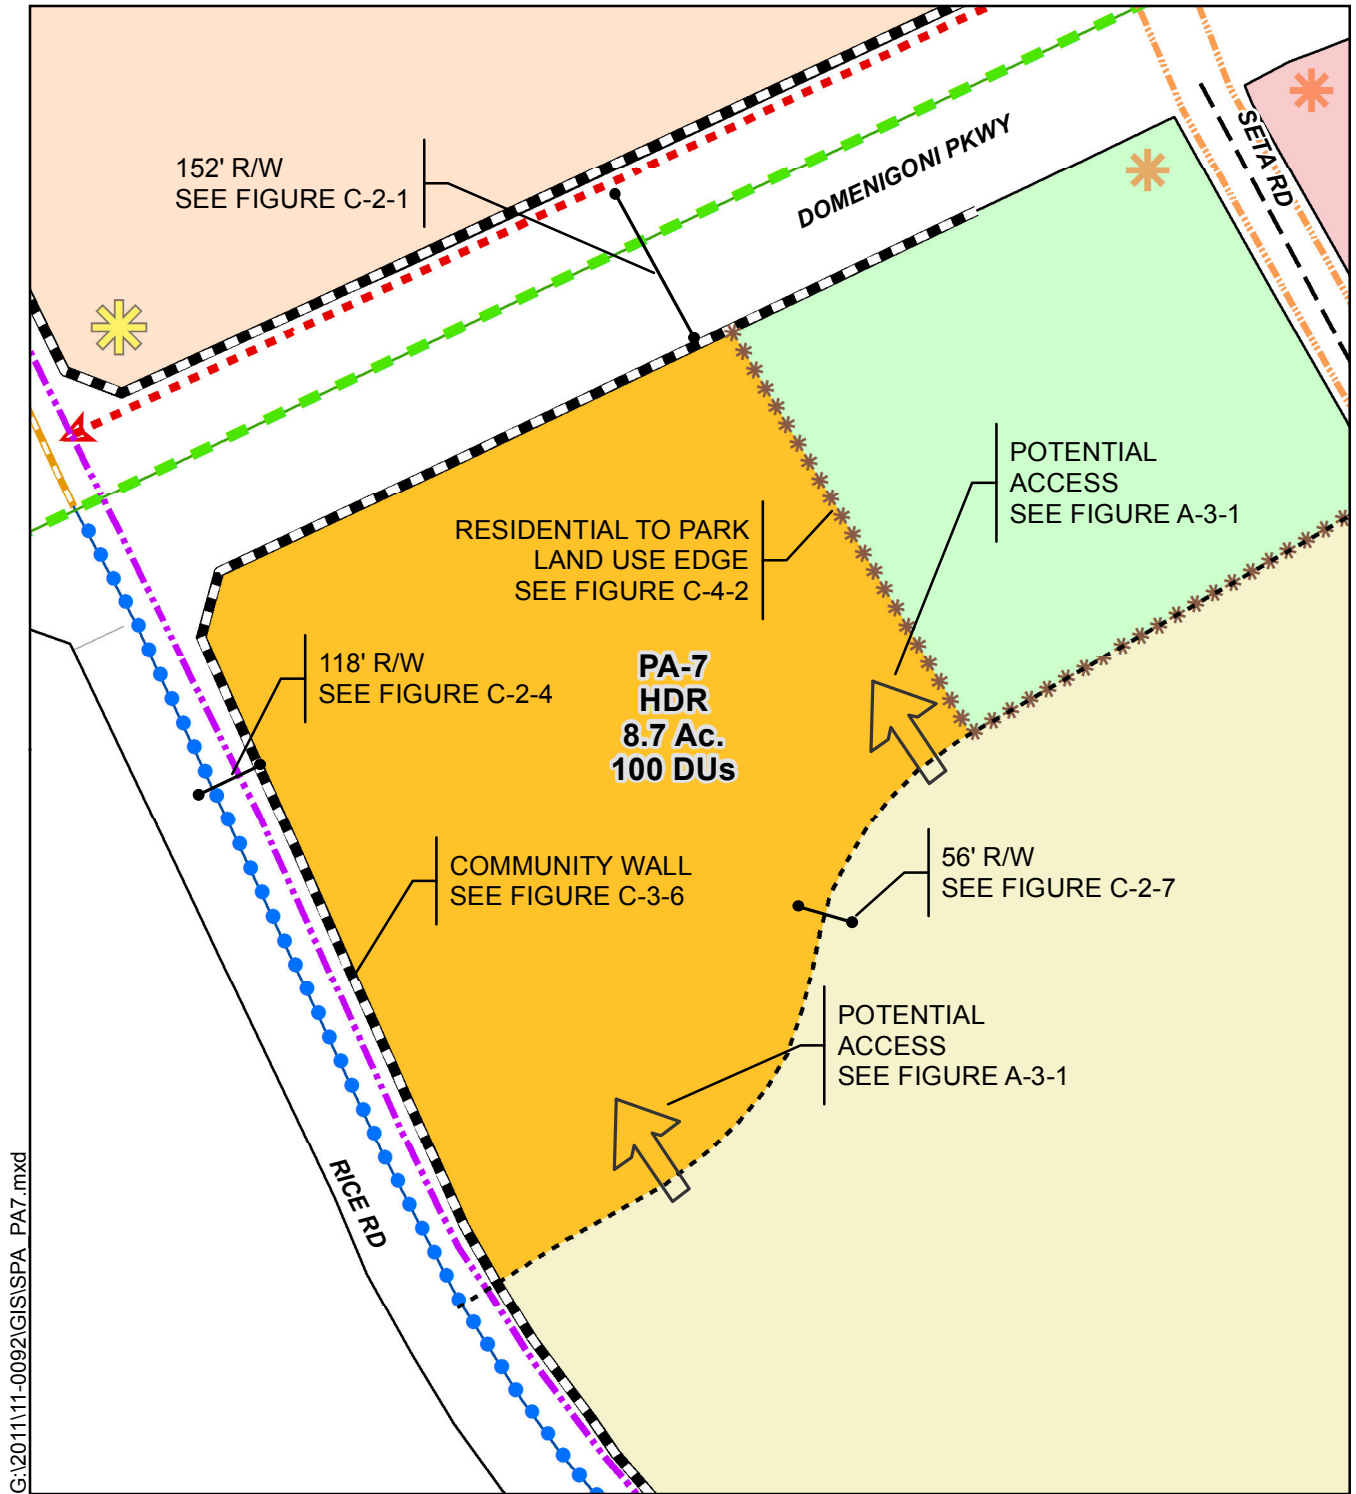 152' R/W
SEE FIGURE C-2-1
DOMENIGONI PKWY
SETA RD
POTENTIAL
ACCESS
SEE FIGURE A-3-1
RESIDENTIAL TO PARK
LAND USE EDGE
SEE FIGURE C-4-2
118' R/W
SEE FIGURE C-2-4
PA-7
HDR
8.7 Ac.
100 DUs
COMMUNITY WALL
SEE FIGURE C-3-6
56' R/W
SEE FIGURE C-2-7
POTENTIAL
ACCESS
SEE FIGURE A-3-1
RICE RD
G:\2011\11-0092\GIS\SPA_PA7.mxd